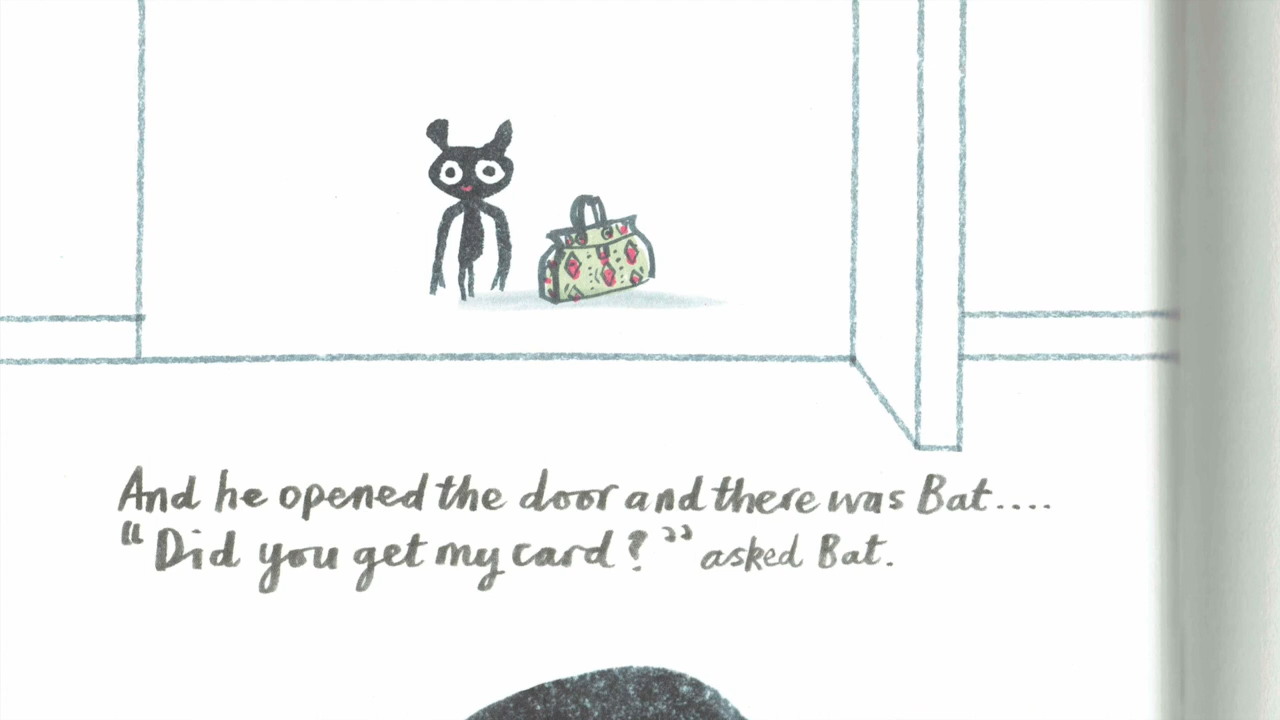 And he opened the door and there was Bat....
“Did you get my card?” asked Bat.